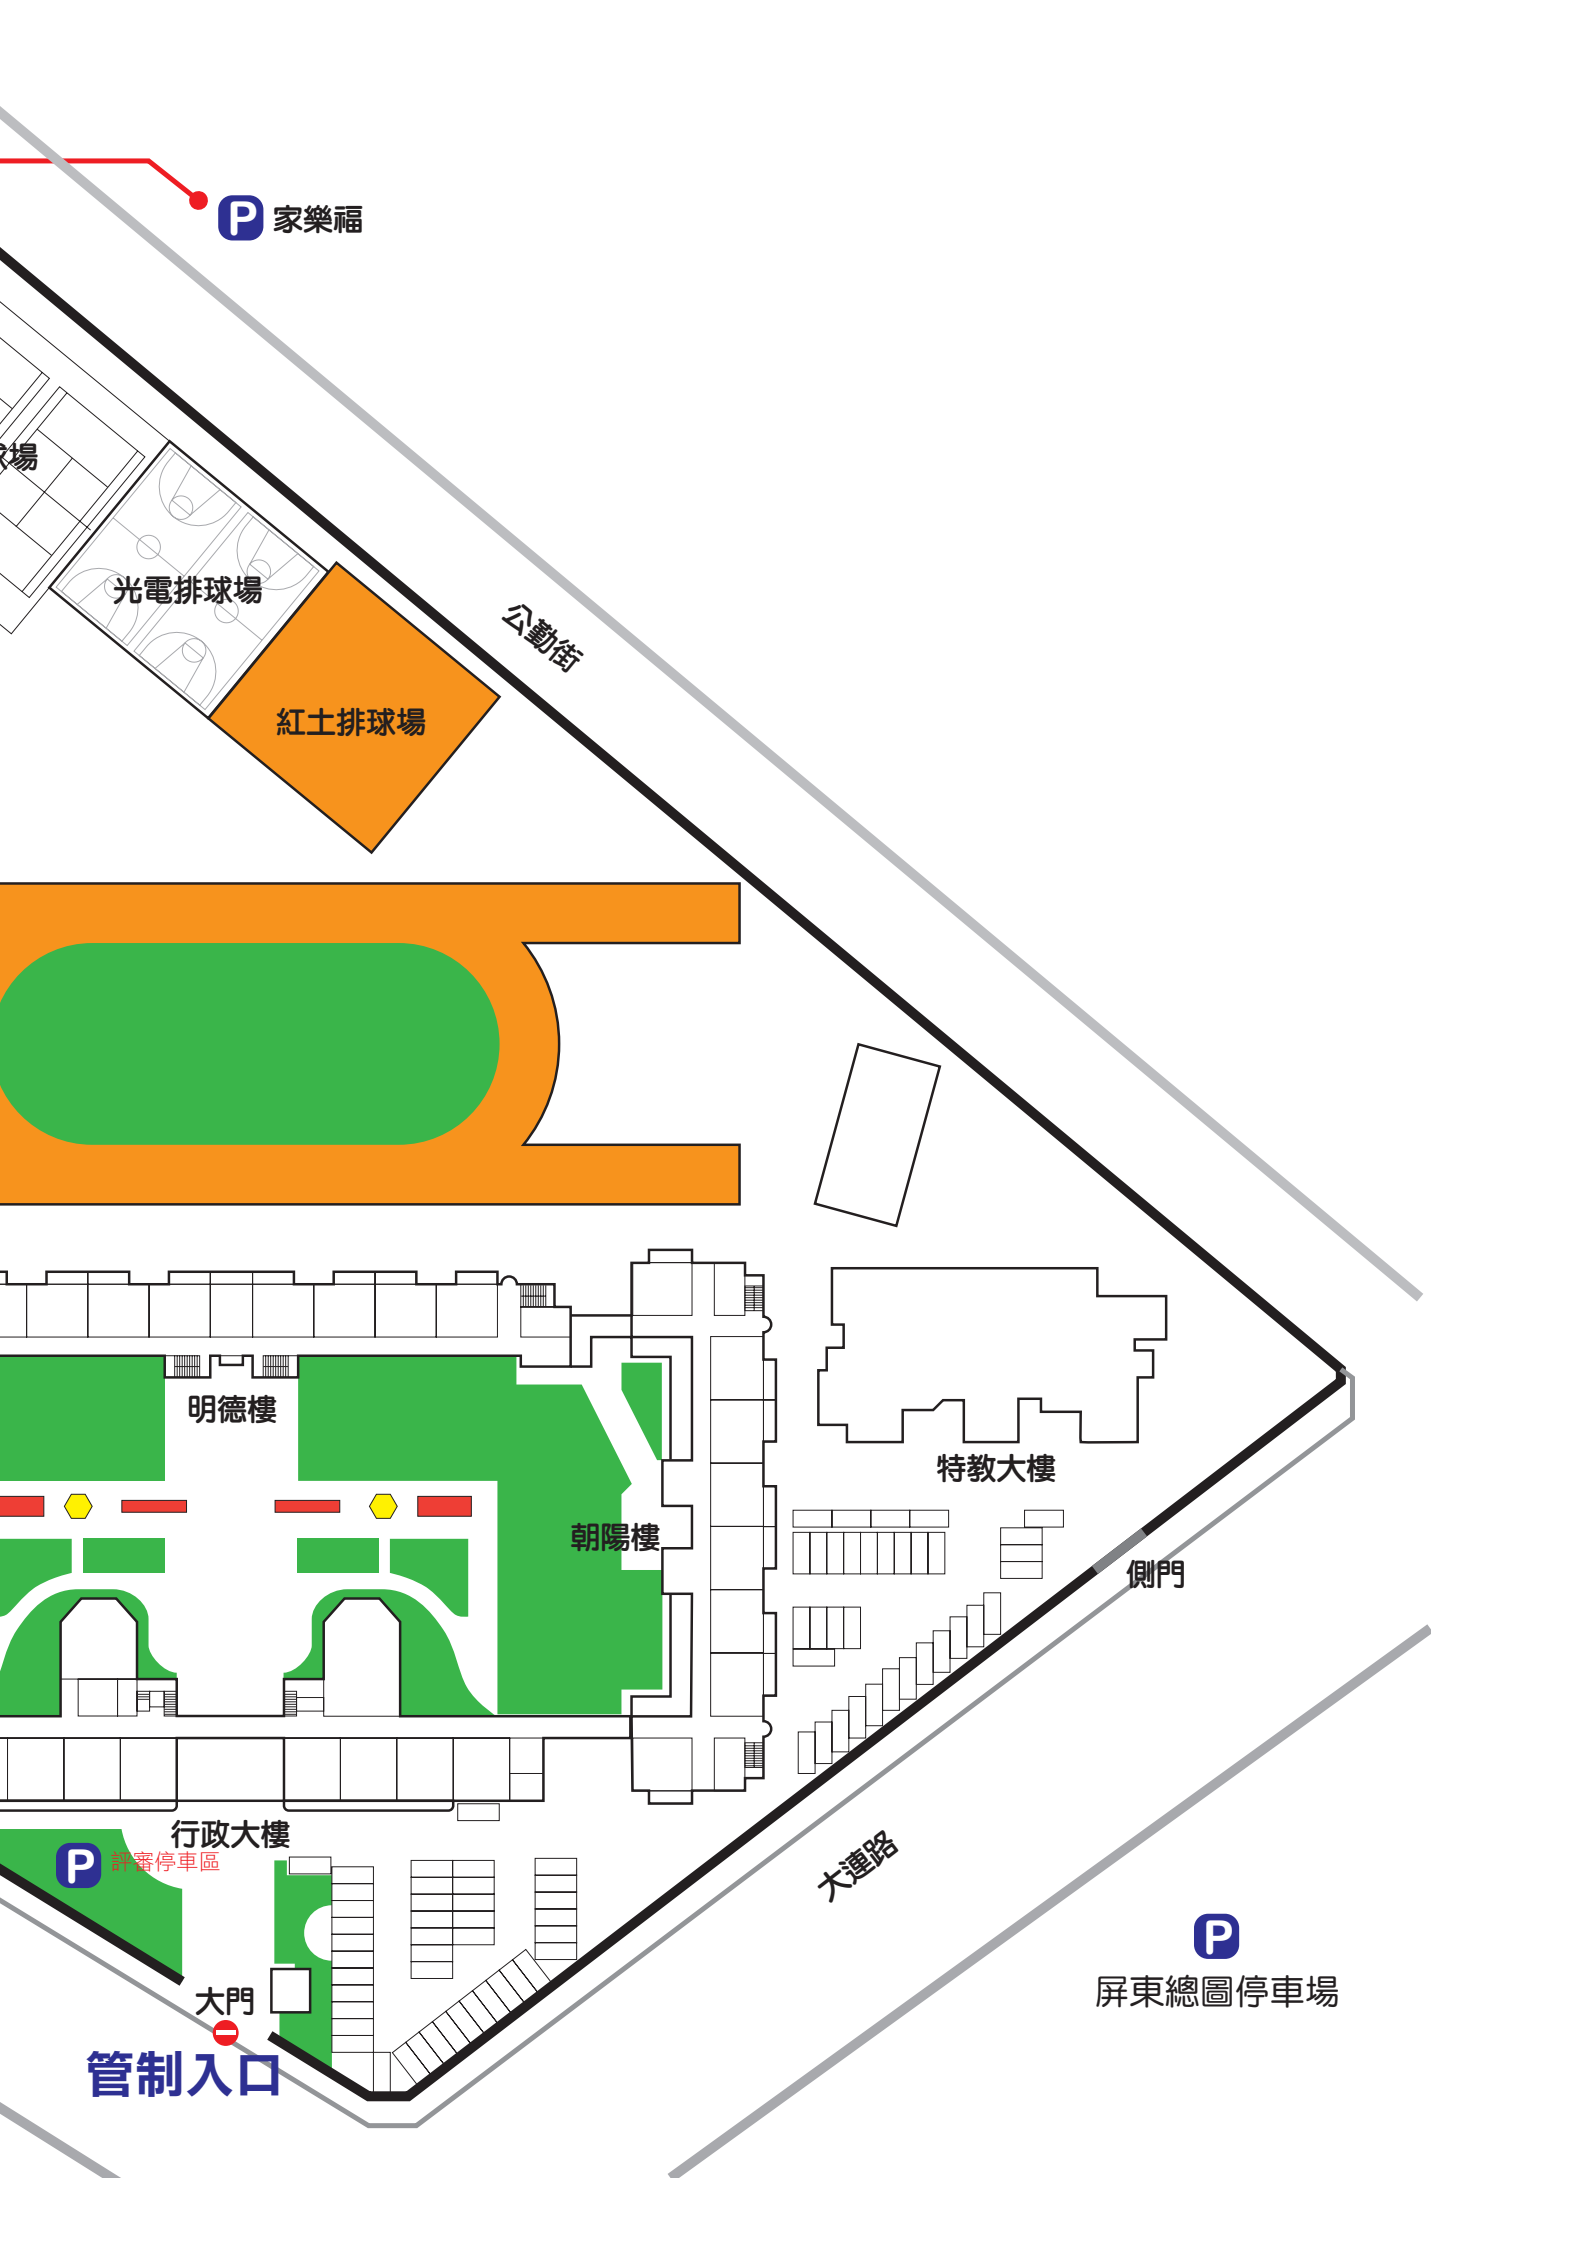 P 家樂福
場
光電排球場
公勤街
紅土排球場
明德樓
特教大樓
朝陽樓
側門
行政大樓
P 評審停車區
大連路
P
屏東總圖停車場
大門
管制入口